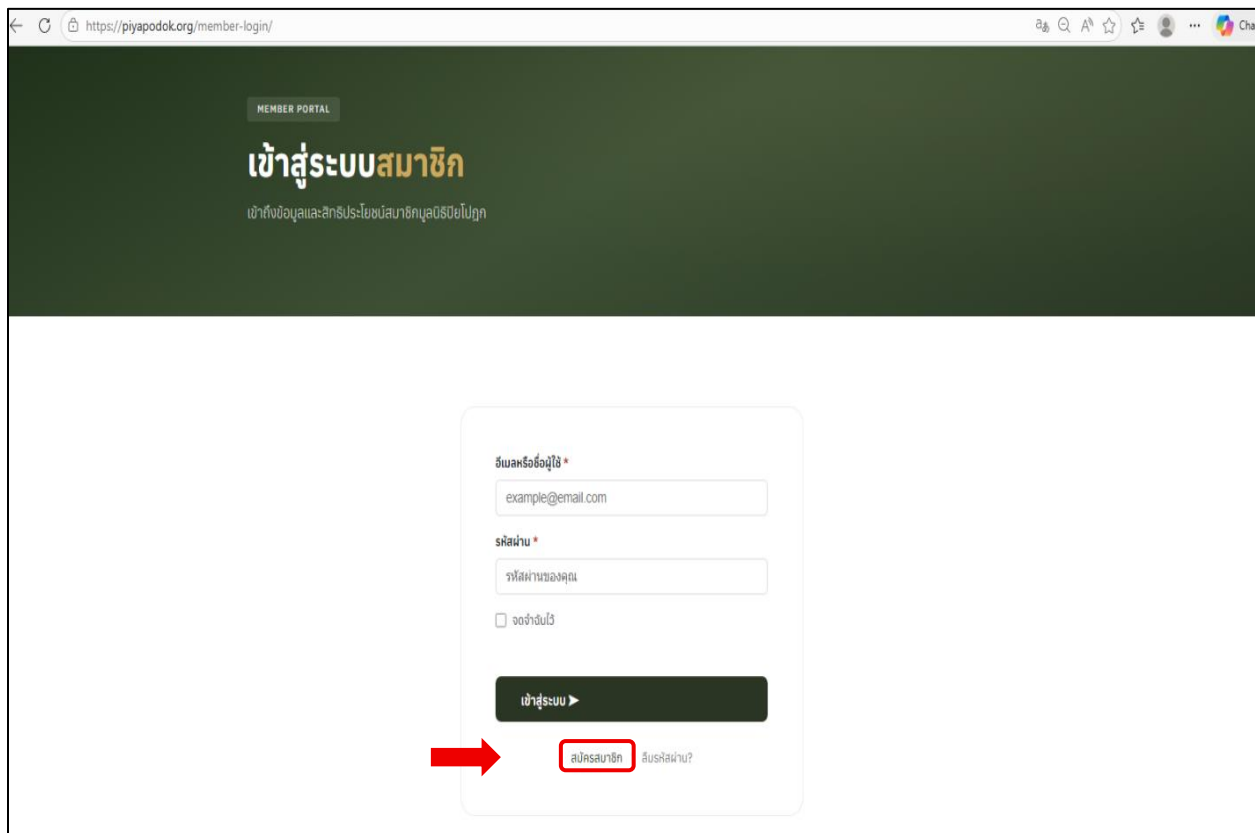 https://piyapodok.org/member-login/
Cha
MEMBER PORTAL
เข้าสู่ระบบสมาชิก
เข้าถึงข้อมูลและสิทธิประโยชน์สมาชิกมูลนิธิปิยโปฎก
อีเมลหรือชื่อผู้ใช้ *
example@email.com
รหัสผ่าน *
รหัสผ่านของคุณ
จดจำฉันไว้
เข้าสู่ระบบ ➤
สมัครสมาชิก ลืมรหัสผ่าน?